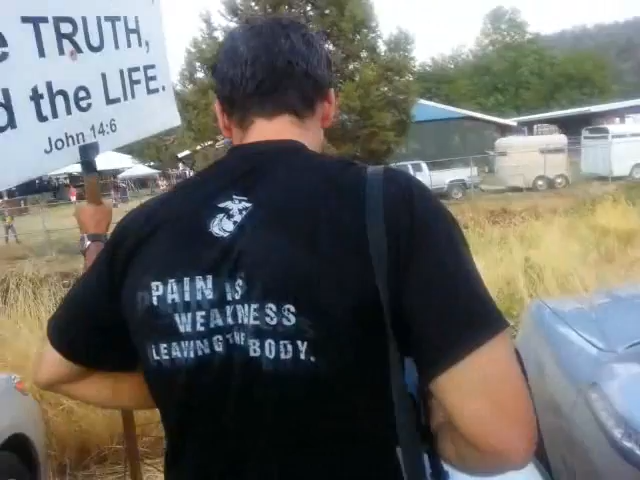 TRUTH,
d the LIFE.
John 14:6
PAIN IS
WEAKNESS
LEAVING THE BODY.